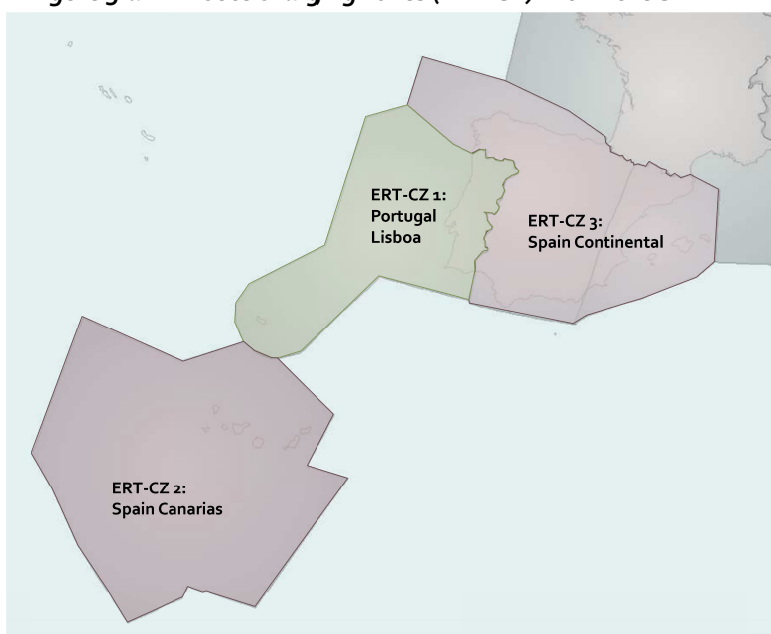 ERT-CZ 1:
Portugal
Lisboa
ERT-CZ 3:
Spain Continental
ERT-CZ 2:
Spain Canarias